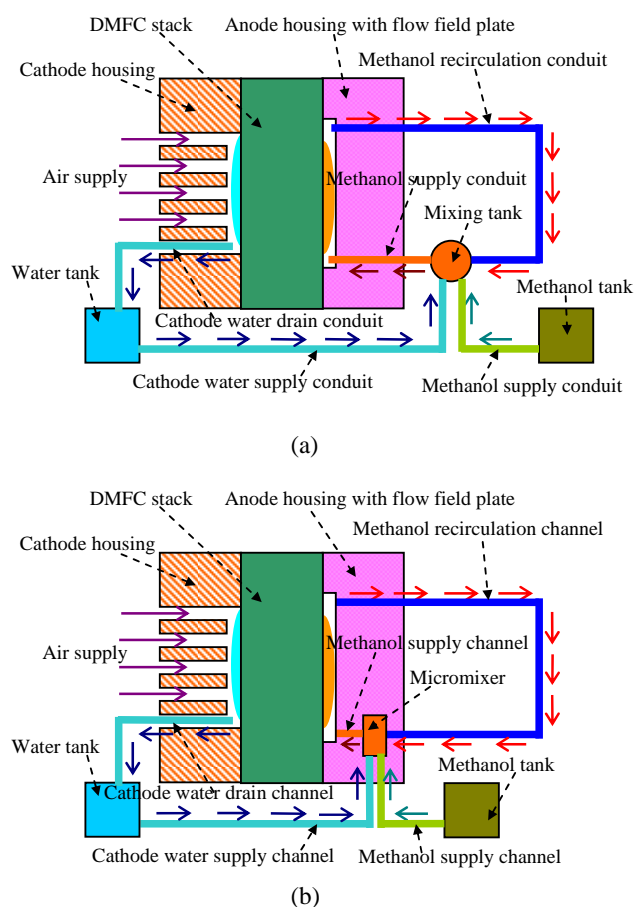 DMFC stack
Anode housing with flow field plate
Methanol recirculation conduit
Cathode housing
Air supply
Methanol supply conduit
Mixing tank
Water tank
Methanol tank
Cathode water drain conduit
Cathode water supply conduit
Methanol supply conduit
(a)
DMFC stack
Anode housing with flow field plate
Methanol recirculation channel
Cathode housing
Air supply
Methanol supply channel
Micromixer
Water tank
Methanol tank
Cathode water drain channel
Cathode water supply channel
Methanol supply channel
(b)